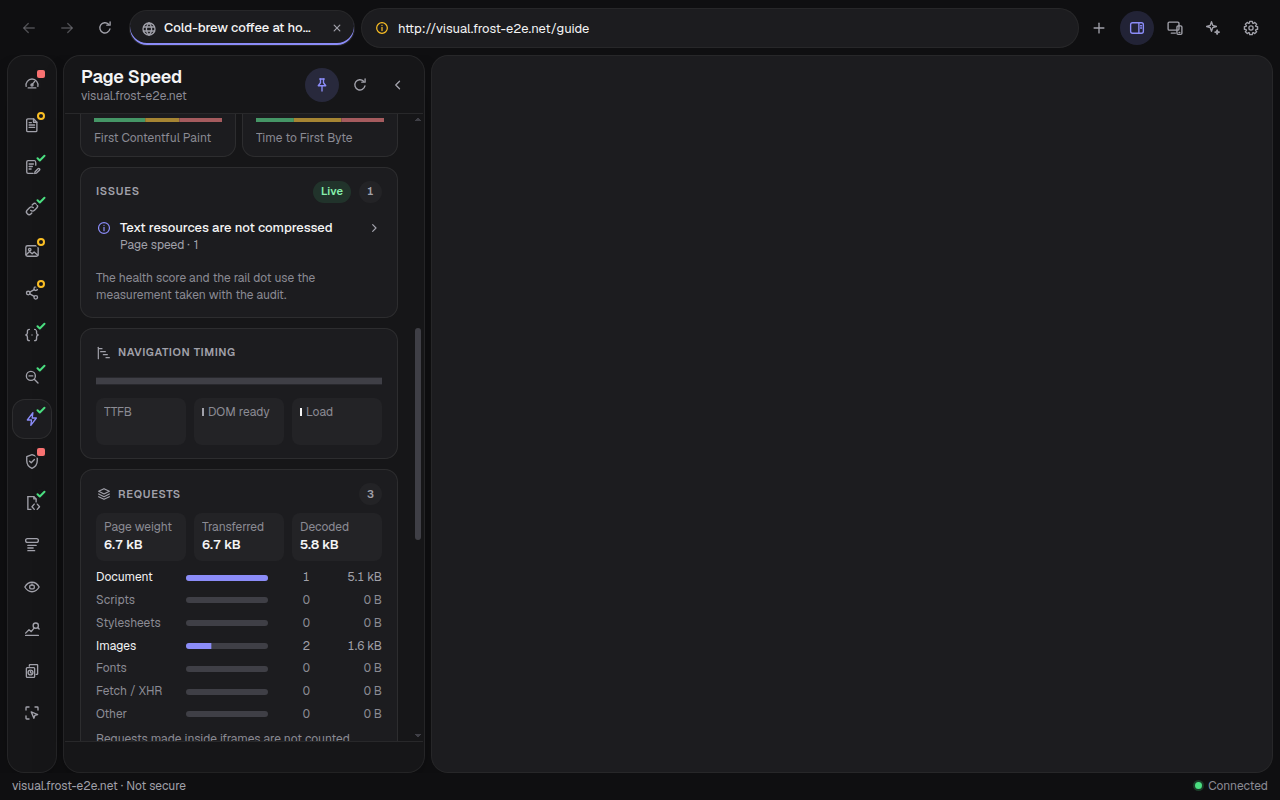 Cold-brew coffee at ho...
http://visual.frost-e2e.net/guide
Page Speed
visual.frost-e2e.net
First Contentful Paint
Time to First Byte
ISSUES
Live
1
Text resources are not compressed
Page speed · 1
The health score and the rail dot use the
measurement taken with the audit.
NAVIGATION TIMING
TTFB
DOM ready
Load
REQUESTS
3
Page weight
6.7 kB
Transferred
6.7 kB
Decoded
5.8 kB
Document 1 5.1 kB
Scripts 0 0 B
Stylesheets 0 0 B
Images 2 1.6 kB
Fonts 0 0 B
Fetch / XHR 0 0 B
Other 0 0 B
Requests made inside iframes are not counted
visual.frost-e2e.net · Not secure
Connected